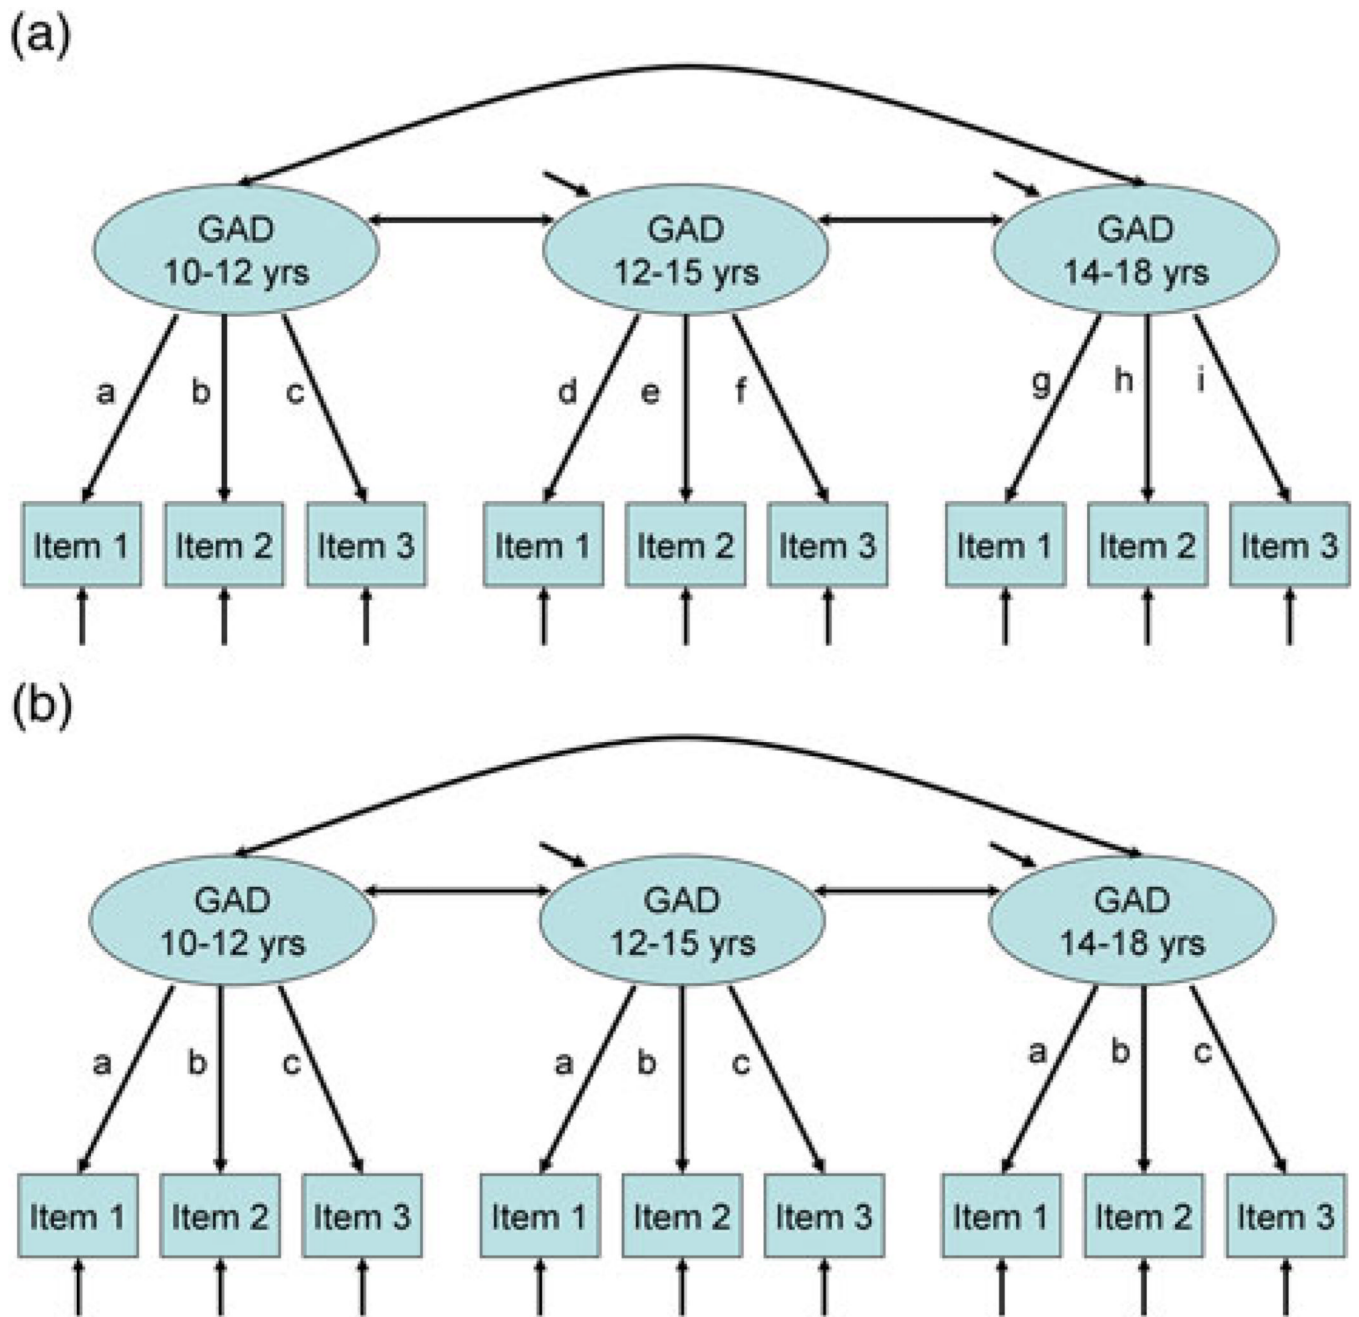 (a)
GAD GAD GAD
10-12 yrs 12-15 yrs 14-18 yrs
a b c d e f g h i
Item 1 Item 2 Item 3 Item 1 Item 2 Item 3 Item 1 Item 2 Item 3
(b)
GAD GAD GAD
10-12 yrs 12-15 yrs 14-18 yrs
a b c a b c a b c
Item 1 Item 2 Item 3 Item 1 Item 2 Item 3 Item 1 Item 2 Item 3